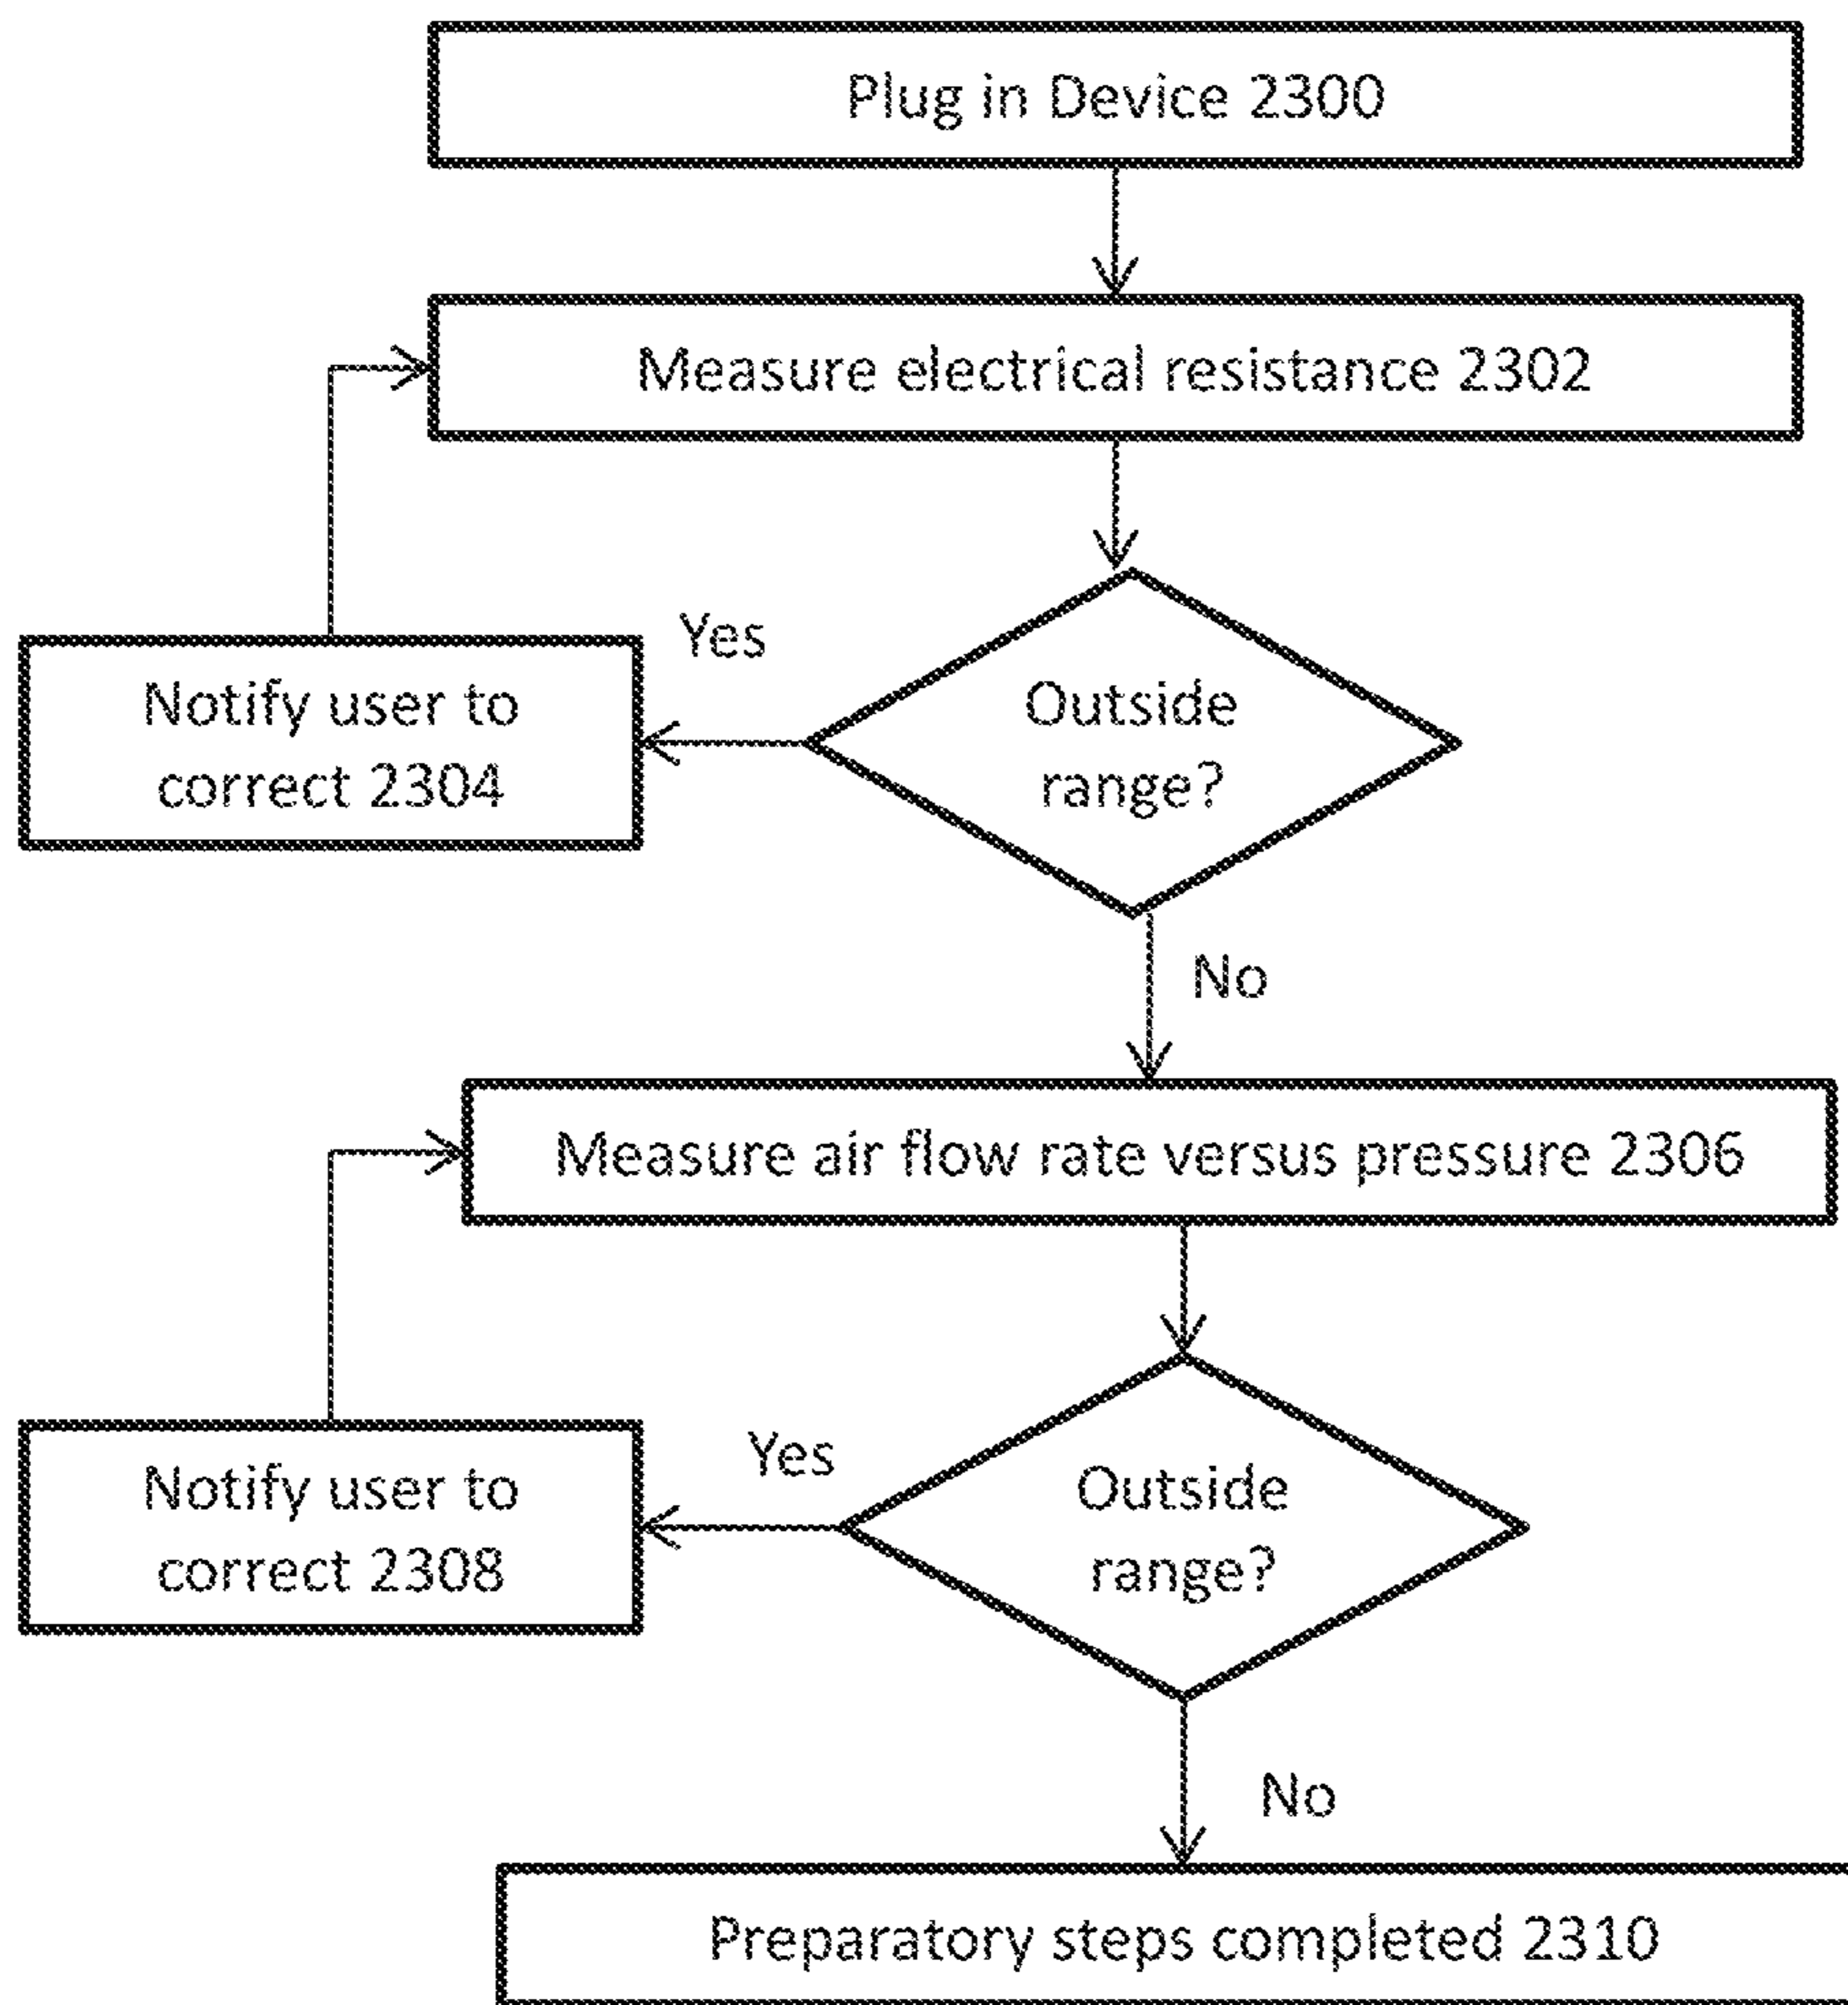 Plug in Device 2300
Measure electrical resistance 2302
Yes
Outside
range?
Notify user to
correct 2304
No
Measure air flow rate versus pressure 2306
Yes
Outside
range?
Notify user to
correct 2308
No
Preparatory steps completed 2310